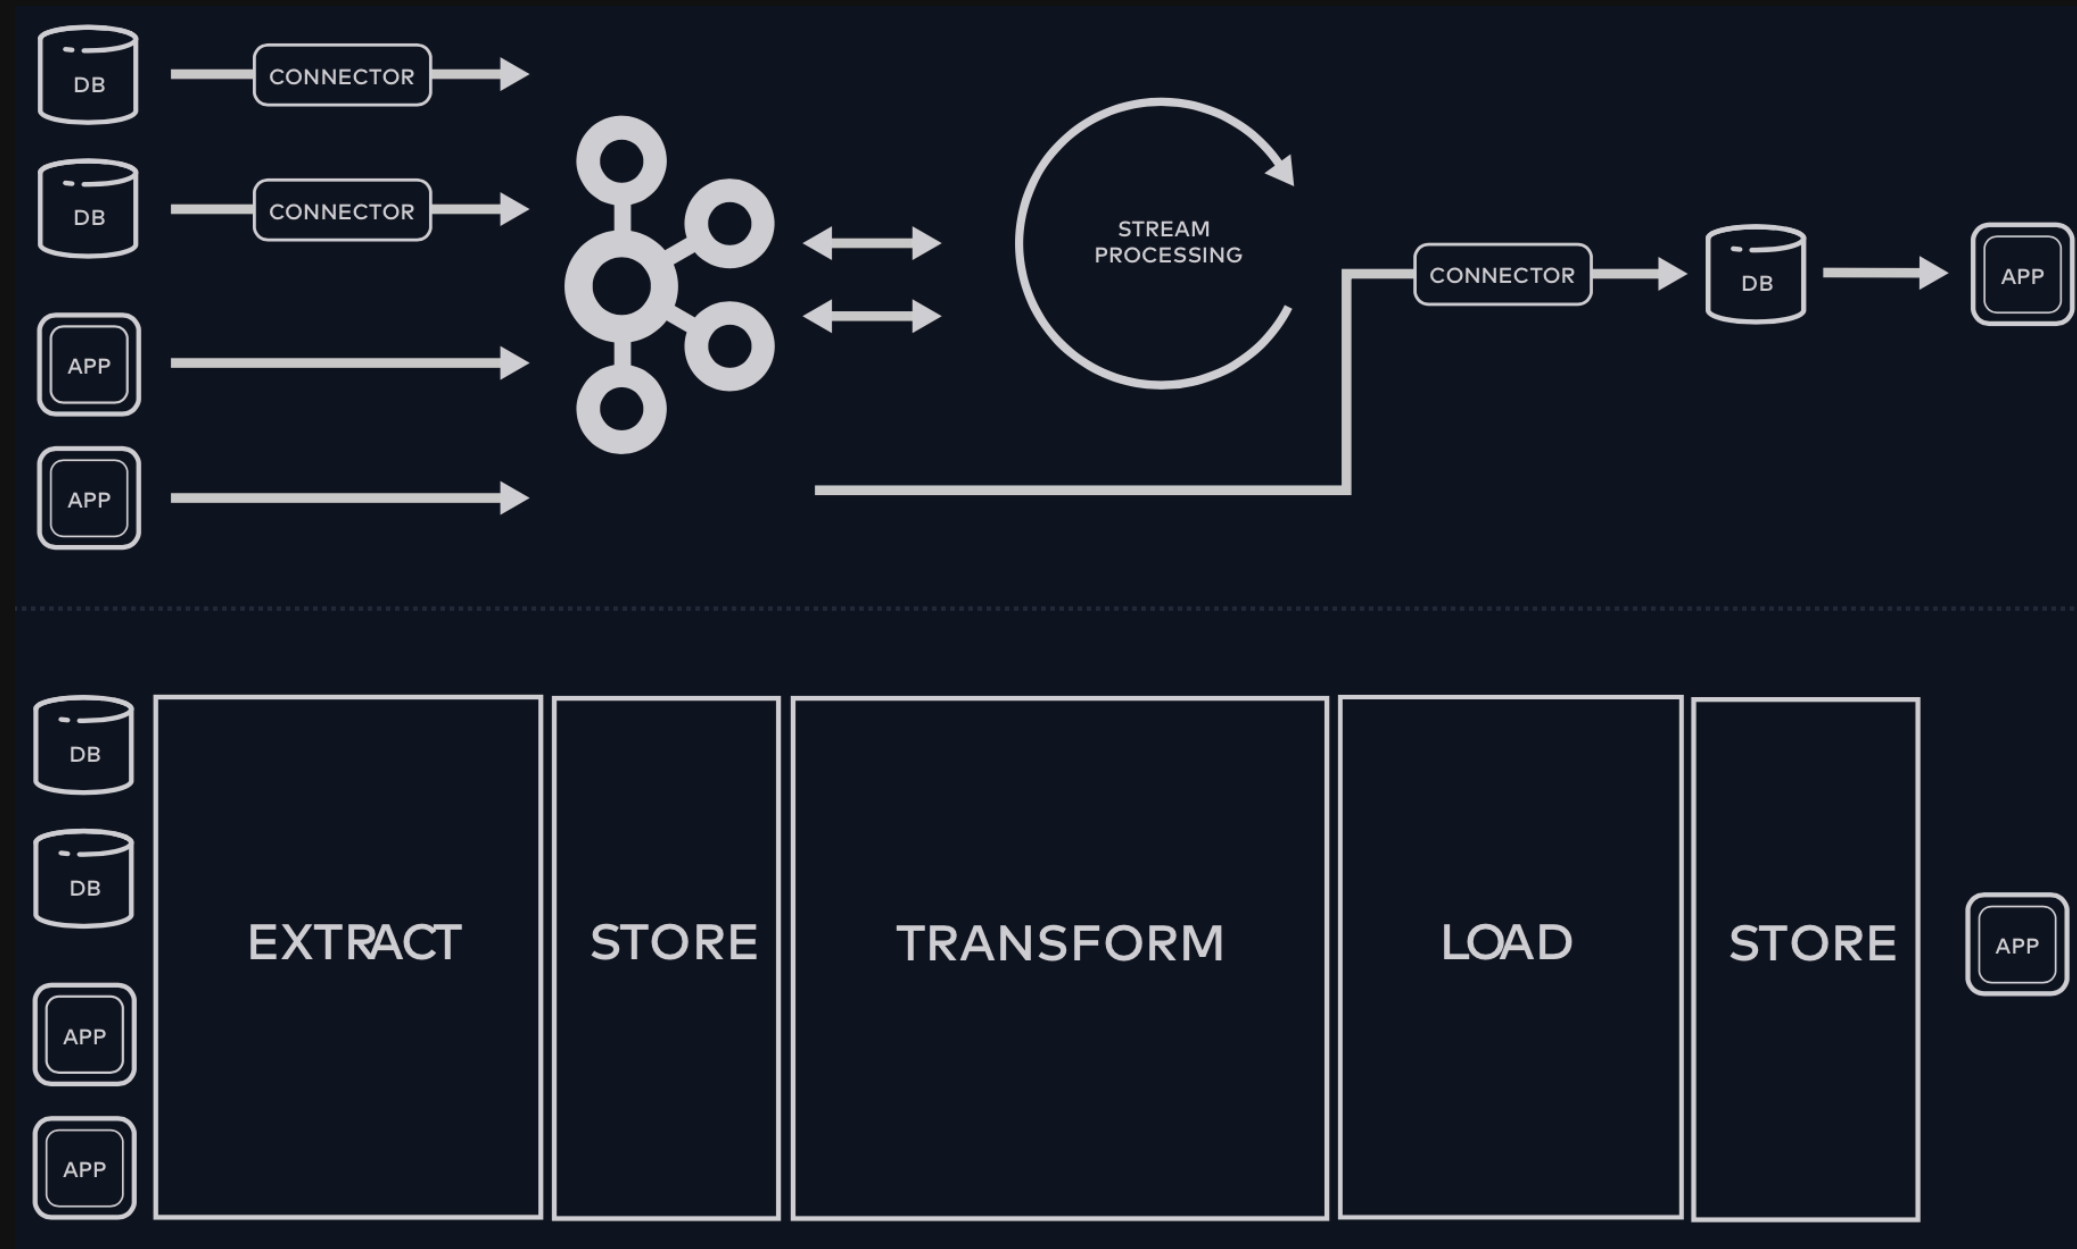 DB
CONNECTOR
DB
CONNECTOR
APP
APP
STREAM
PROCESSING
CONNECTOR
DB
APP
DB
DB
APP
APP
EXTRACT
STORE
TRANSFORM
LOAD
STORE
APP